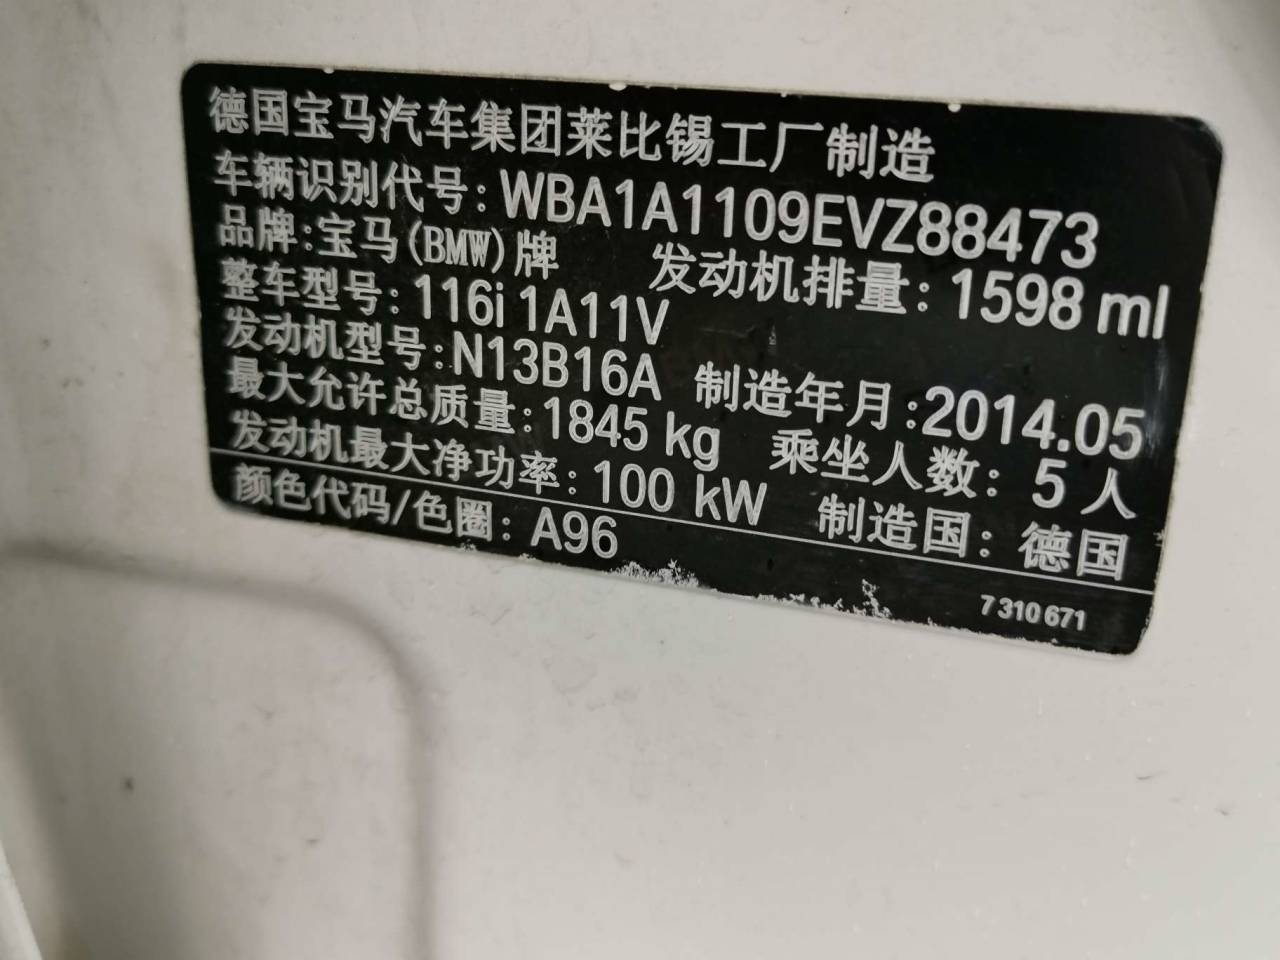 德国宝马汽车集团莱比锡工厂制造
车辆识别代号: WBA1A1109EVZ88473
品牌:宝马(BMW)牌 发动机排量: 1598 ml
整车型号: 116i 1A11V
发动机型号: N13B16A 制造年月:2014.05
最大允许总质量: 1845 kg 乘坐人数: 5 人
发动机最大净功率: 100 kW 制造国: 德国
颜色代码/色圈: A96
7 310 671